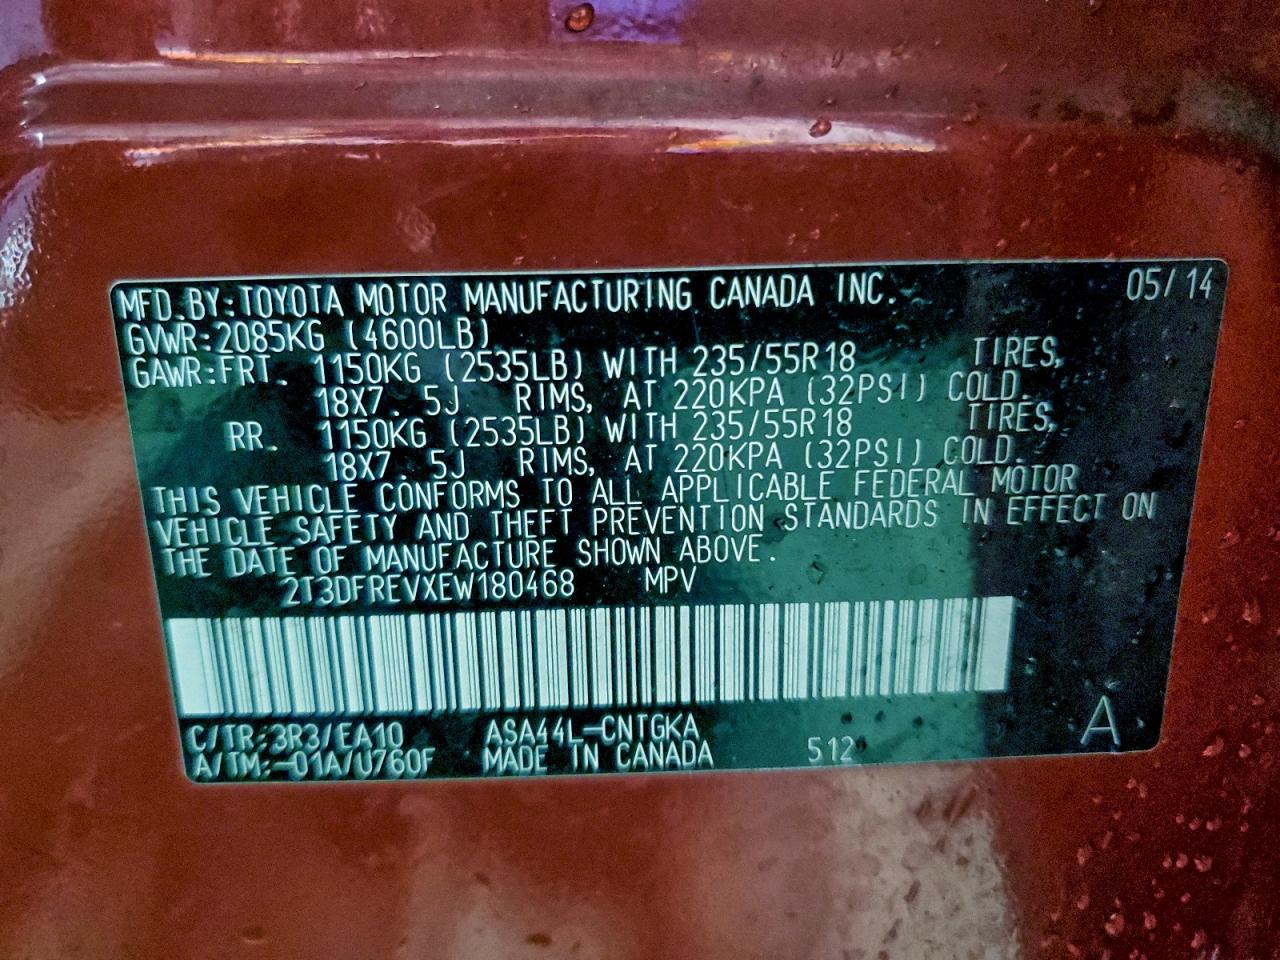 MFD.BY:TOYOTA MOTOR MANUFACTURING CANADA INC. 05/14
GVWR:2085KG (4600LB)
GAWR:FRT. 1150KG (2535LB) WITH 235/55R18 TIRES,
18X7.5J RIMS, AT 220KPA (32PSI) COLD.
RR. 1150KG (2535LB) WITH 235/55R18 TIRES,
18X7.5J RIMS, AT 220KPA (32PSI) COLD.
THIS VEHICLE CONFORMS TO ALL APPLICABLE FEDERAL MOTOR
VEHICLE SAFETY AND THEFT PREVENTION STANDARDS IN EFFECT ON
THE DATE OF MANUFACTURE SHOWN ABOVE.
2T3DFREVXEW180468 MPV
C/TR:3R3/EA10 ASA44L-CNTGKA
A/TM:-01A/U760F MADE IN CANADA 512 A